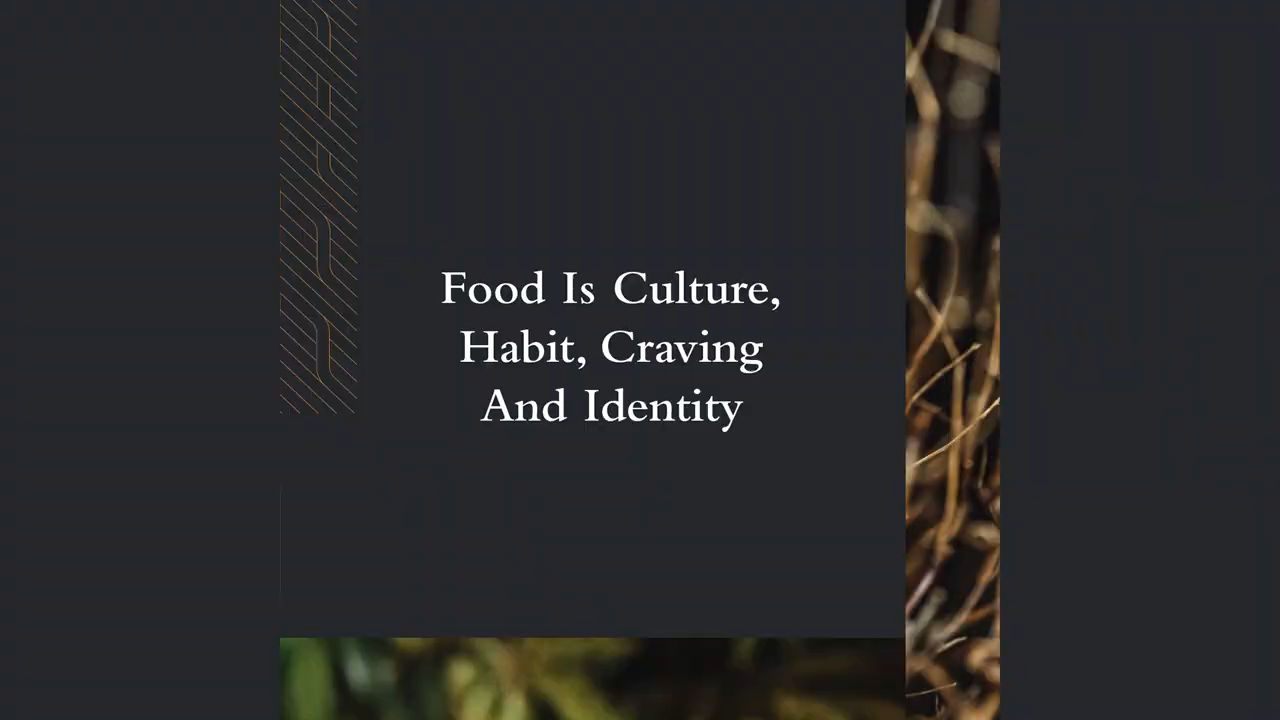 Food Is Culture,
Habit, Craving
And Identity